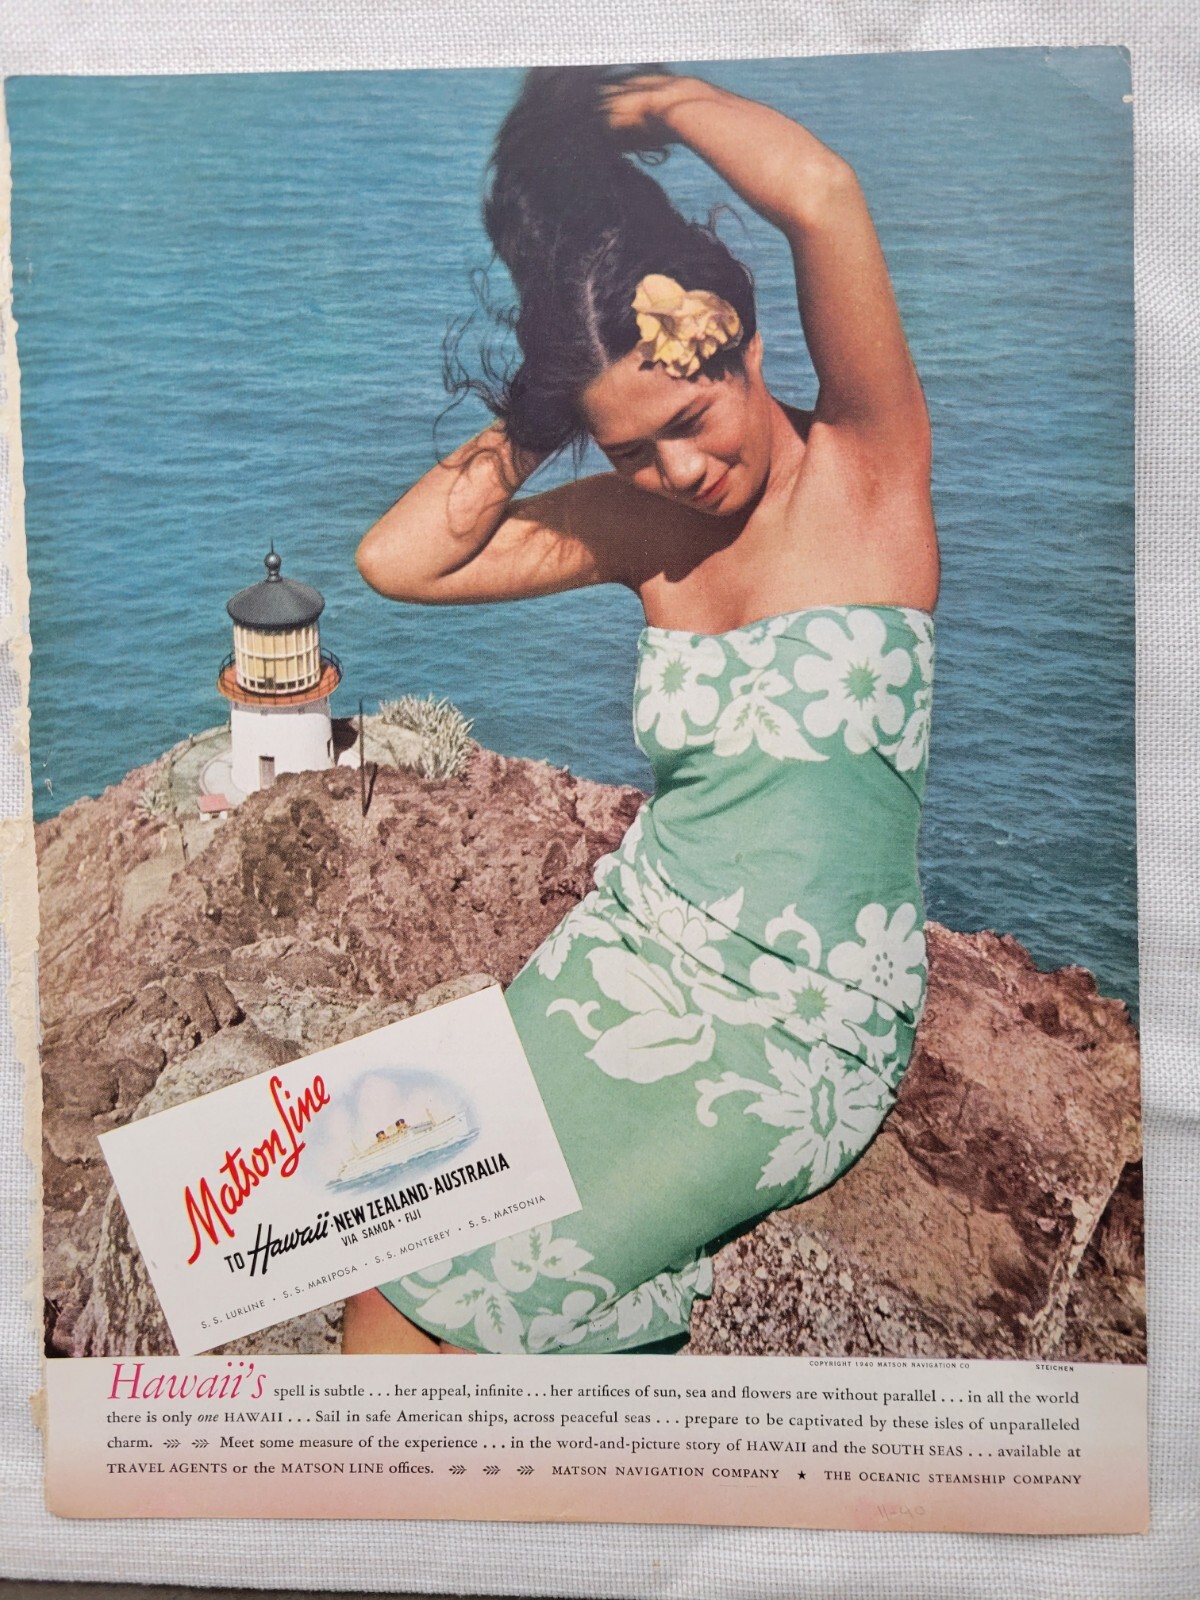 Matson Line
TO Hawaii · NEW ZEALAND · AUSTRALIA
VIA SAMOA · FIJI
S. S. LURLINE · S. S. MARIPOSA · S. S. MONTEREY · S. S. MATSONIA
COPYRIGHT 1940 MATSON NAVIGATION CO STEICHEN
Hawaii's spell is subtle . . . her appeal, infinite . . . her artifices of sun, sea and flowers are without parallel . . . in all the world
there is only one HAWAII . . . Sail in safe American ships, across peaceful seas . . . prepare to be captivated by these isles of unparalleled
charm. Meet some measure of the experience . . . in the word-and-picture story of HAWAII and the SOUTH SEAS . . . available at
TRAVEL AGENTS or the MATSON LINE offices. MATSON NAVIGATION COMPANY ★ THE OCEANIC STEAMSHIP COMPANY
11-40